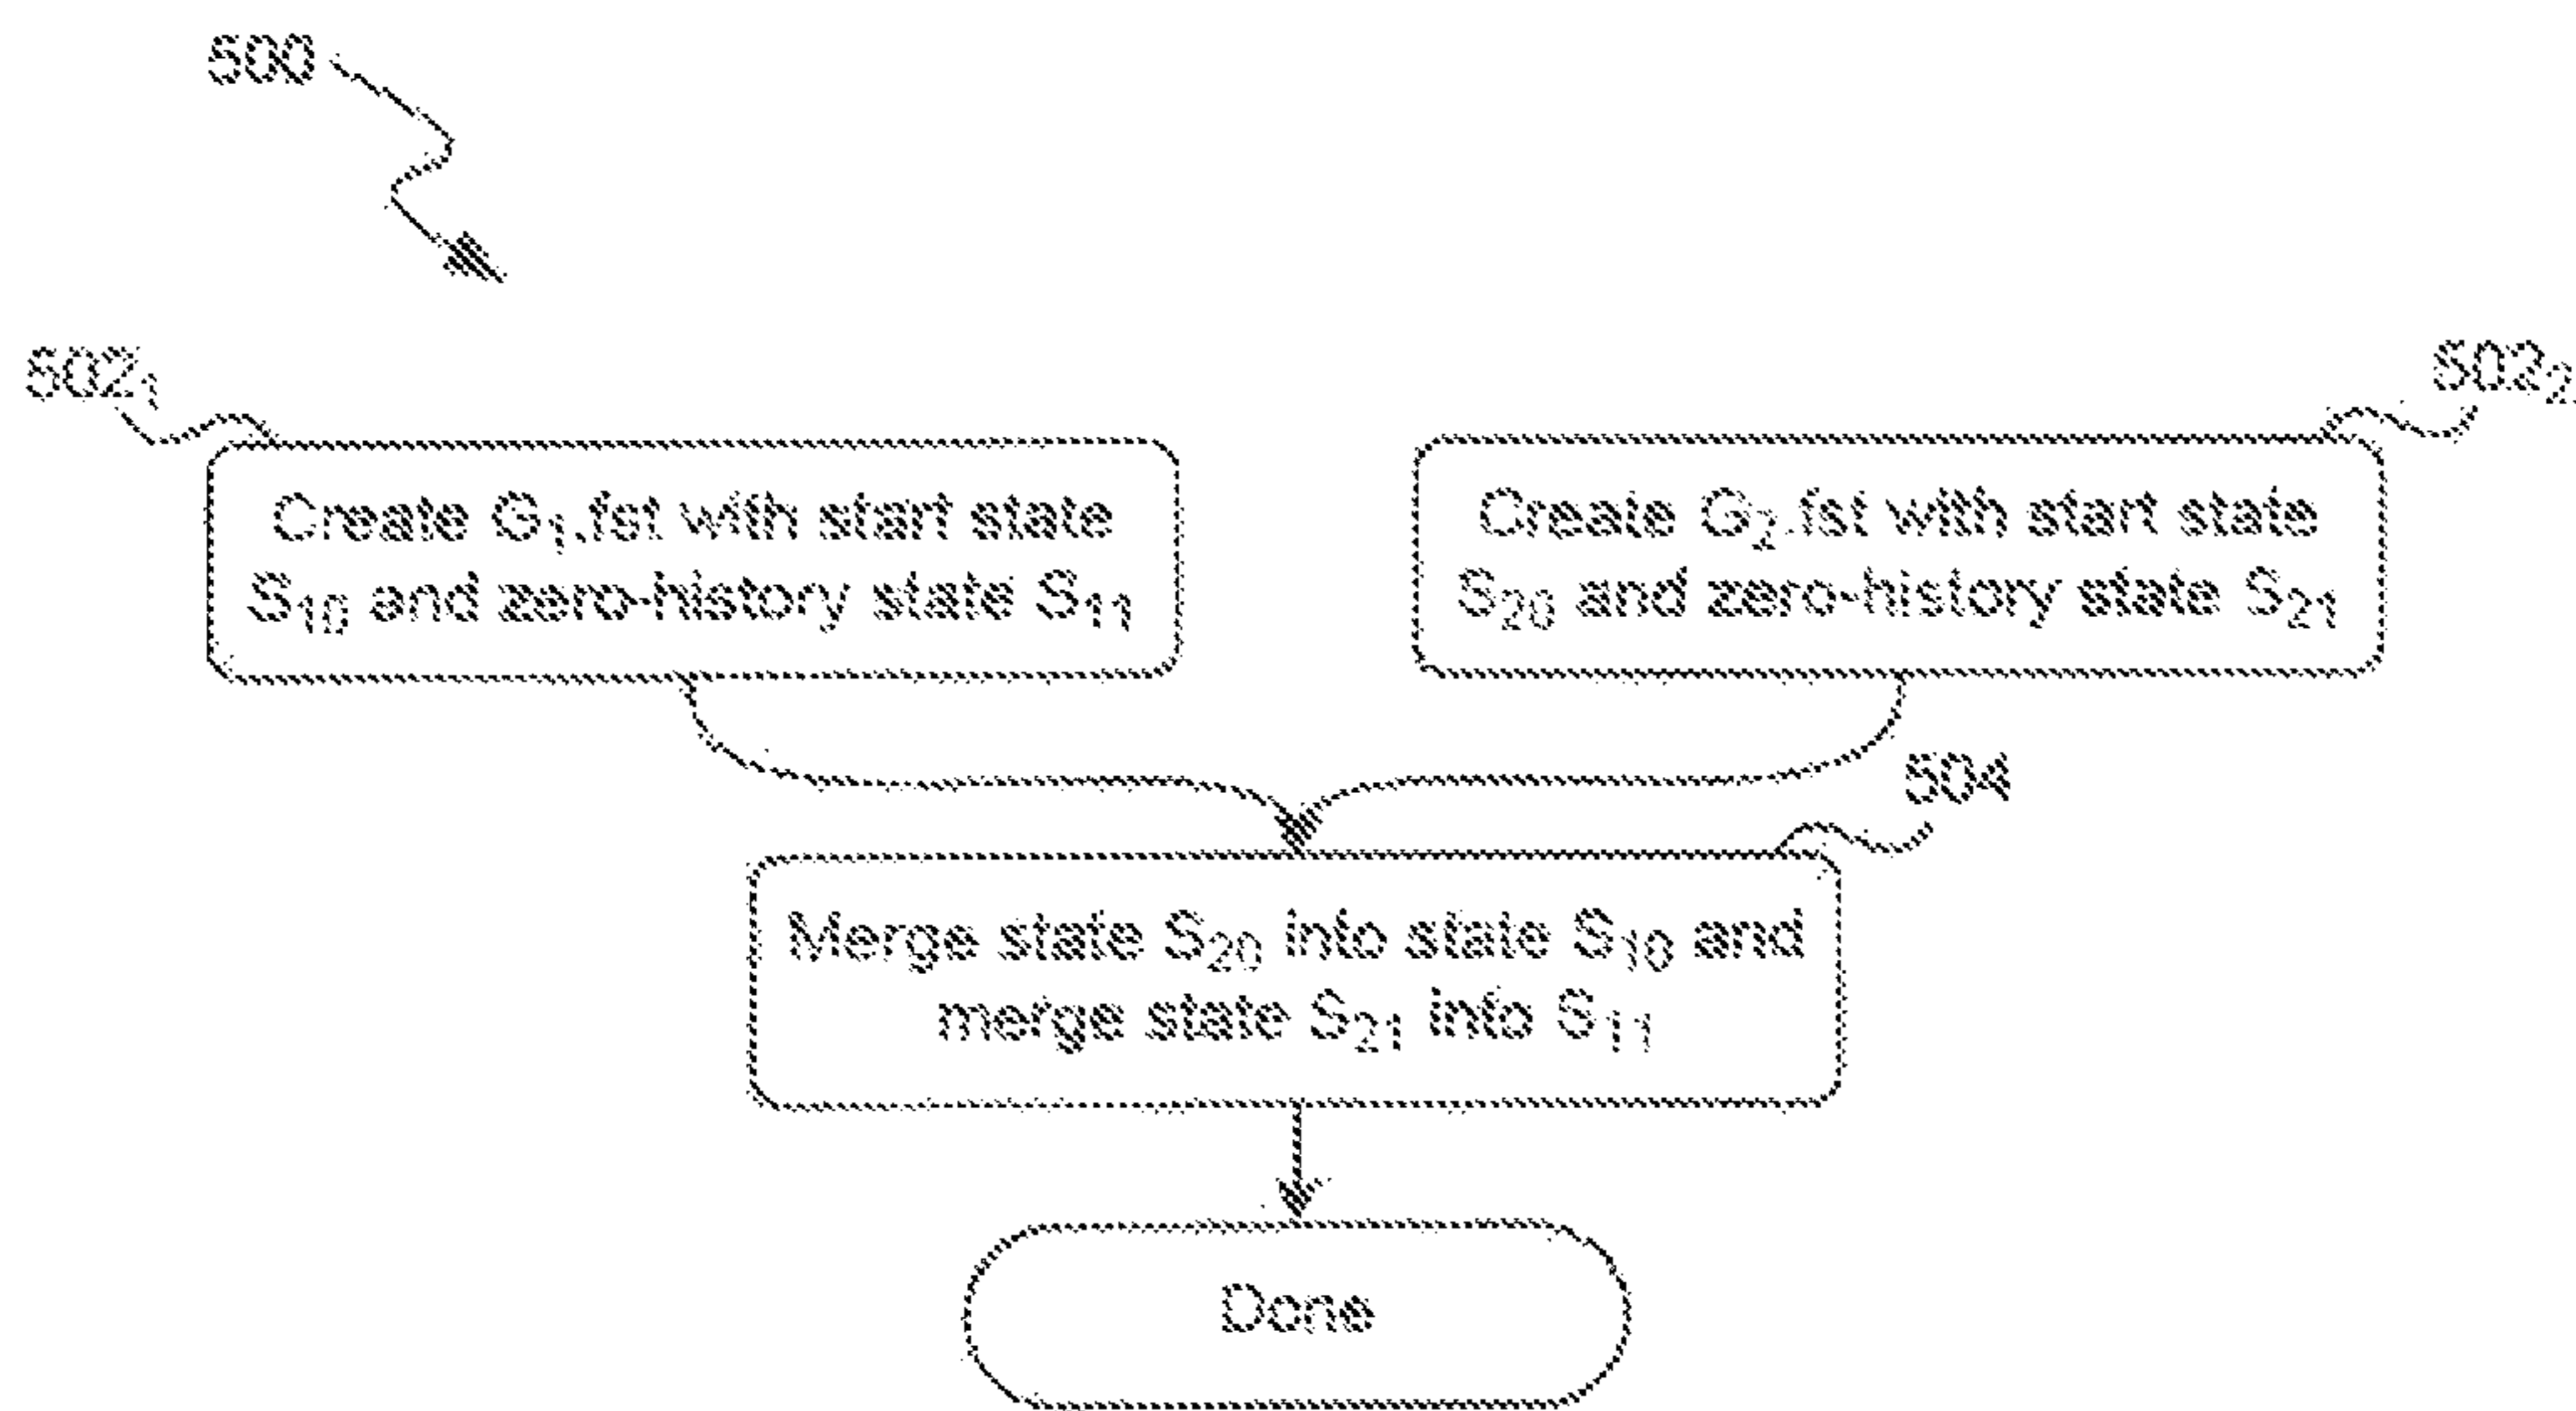 500
502₁
502₂
Create G₁.fst with start state
S₁₀ and zero-history state S₁₁
Create G₂.fst with start state
S₂₀ and zero-history state S₂₁
504
Merge state S₂₀ into state S₁₀ and
merge state S₂₁ into S₁₁
Done